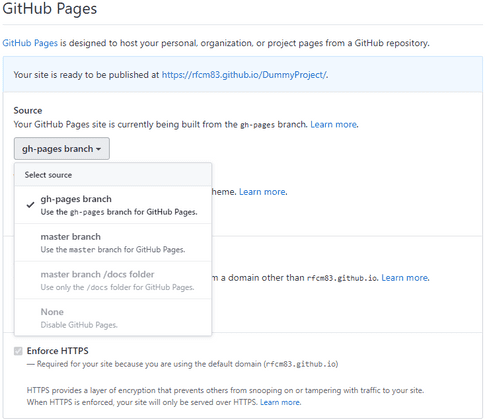 GitHub Pages
GitHub Pages is designed to host your personal, organization, or project pages from a GitHub repository.
Your site is ready to be published at https://rfcm83.github.io/DummyProject/.
Source
Your GitHub Pages site is currently being built from the gh-pages branch. Learn more.
gh-pages branch
Select source
gh-pages branch
Use the gh-pages branch for GitHub Pages.
heme. Learn more.
master branch
Use the master branch for GitHub Pages.
master branch /docs folder
Use only the /docs folder for GitHub Pages.
m a domain other than rfcm83.github.io. Learn more.
None
Disable GitHub Pages.
Enforce HTTPS
— Required for your site because you are using the default domain (rfcm83.github.io)
HTTPS provides a layer of encryption that prevents others from snooping on or tampering with traffic to your site.
When HTTPS is enforced, your site will only be served over HTTPS. Learn more.